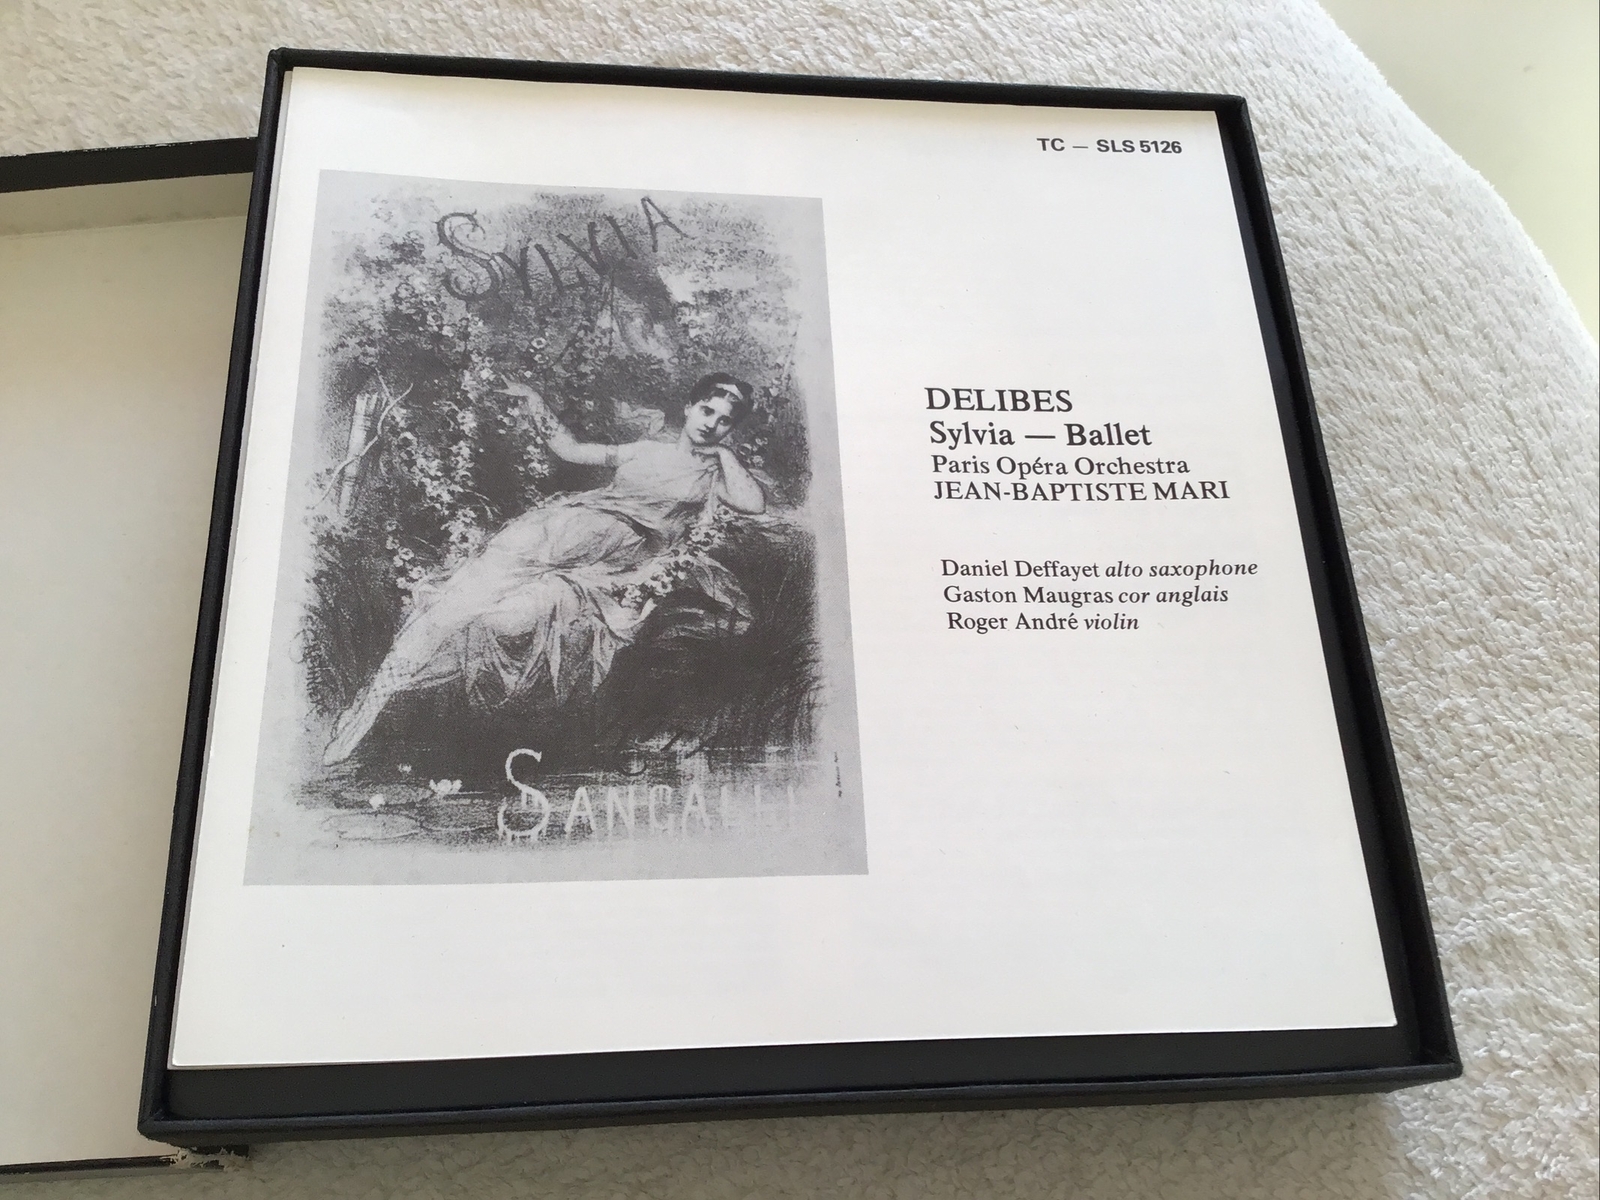 TC — SLS 5126
SYLVIA
SANGALLI
DELIBES
Sylvia — Ballet
Paris Opéra Orchestra
JEAN-BAPTISTE MARI
Daniel Deffayet alto saxophone
Gaston Maugras cor anglais
Roger André violin